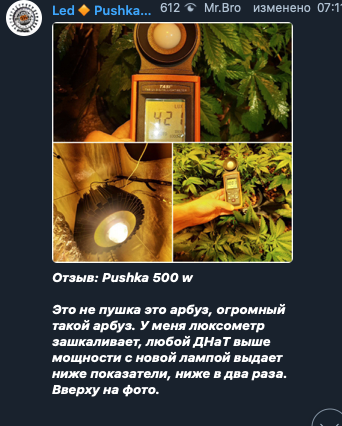 Led 🔸 Pushka... 612 Mr.Bro изменено 07:11
421
Отзыв: Pushka 500 w
Это не пушка это арбуз, огромный
такой арбуз. У меня люксометр
зашкаливает, любой ДНаТ выше
мощности с новой лампой выдает
ниже показатели, ниже в два раза.
Вверху на фото.